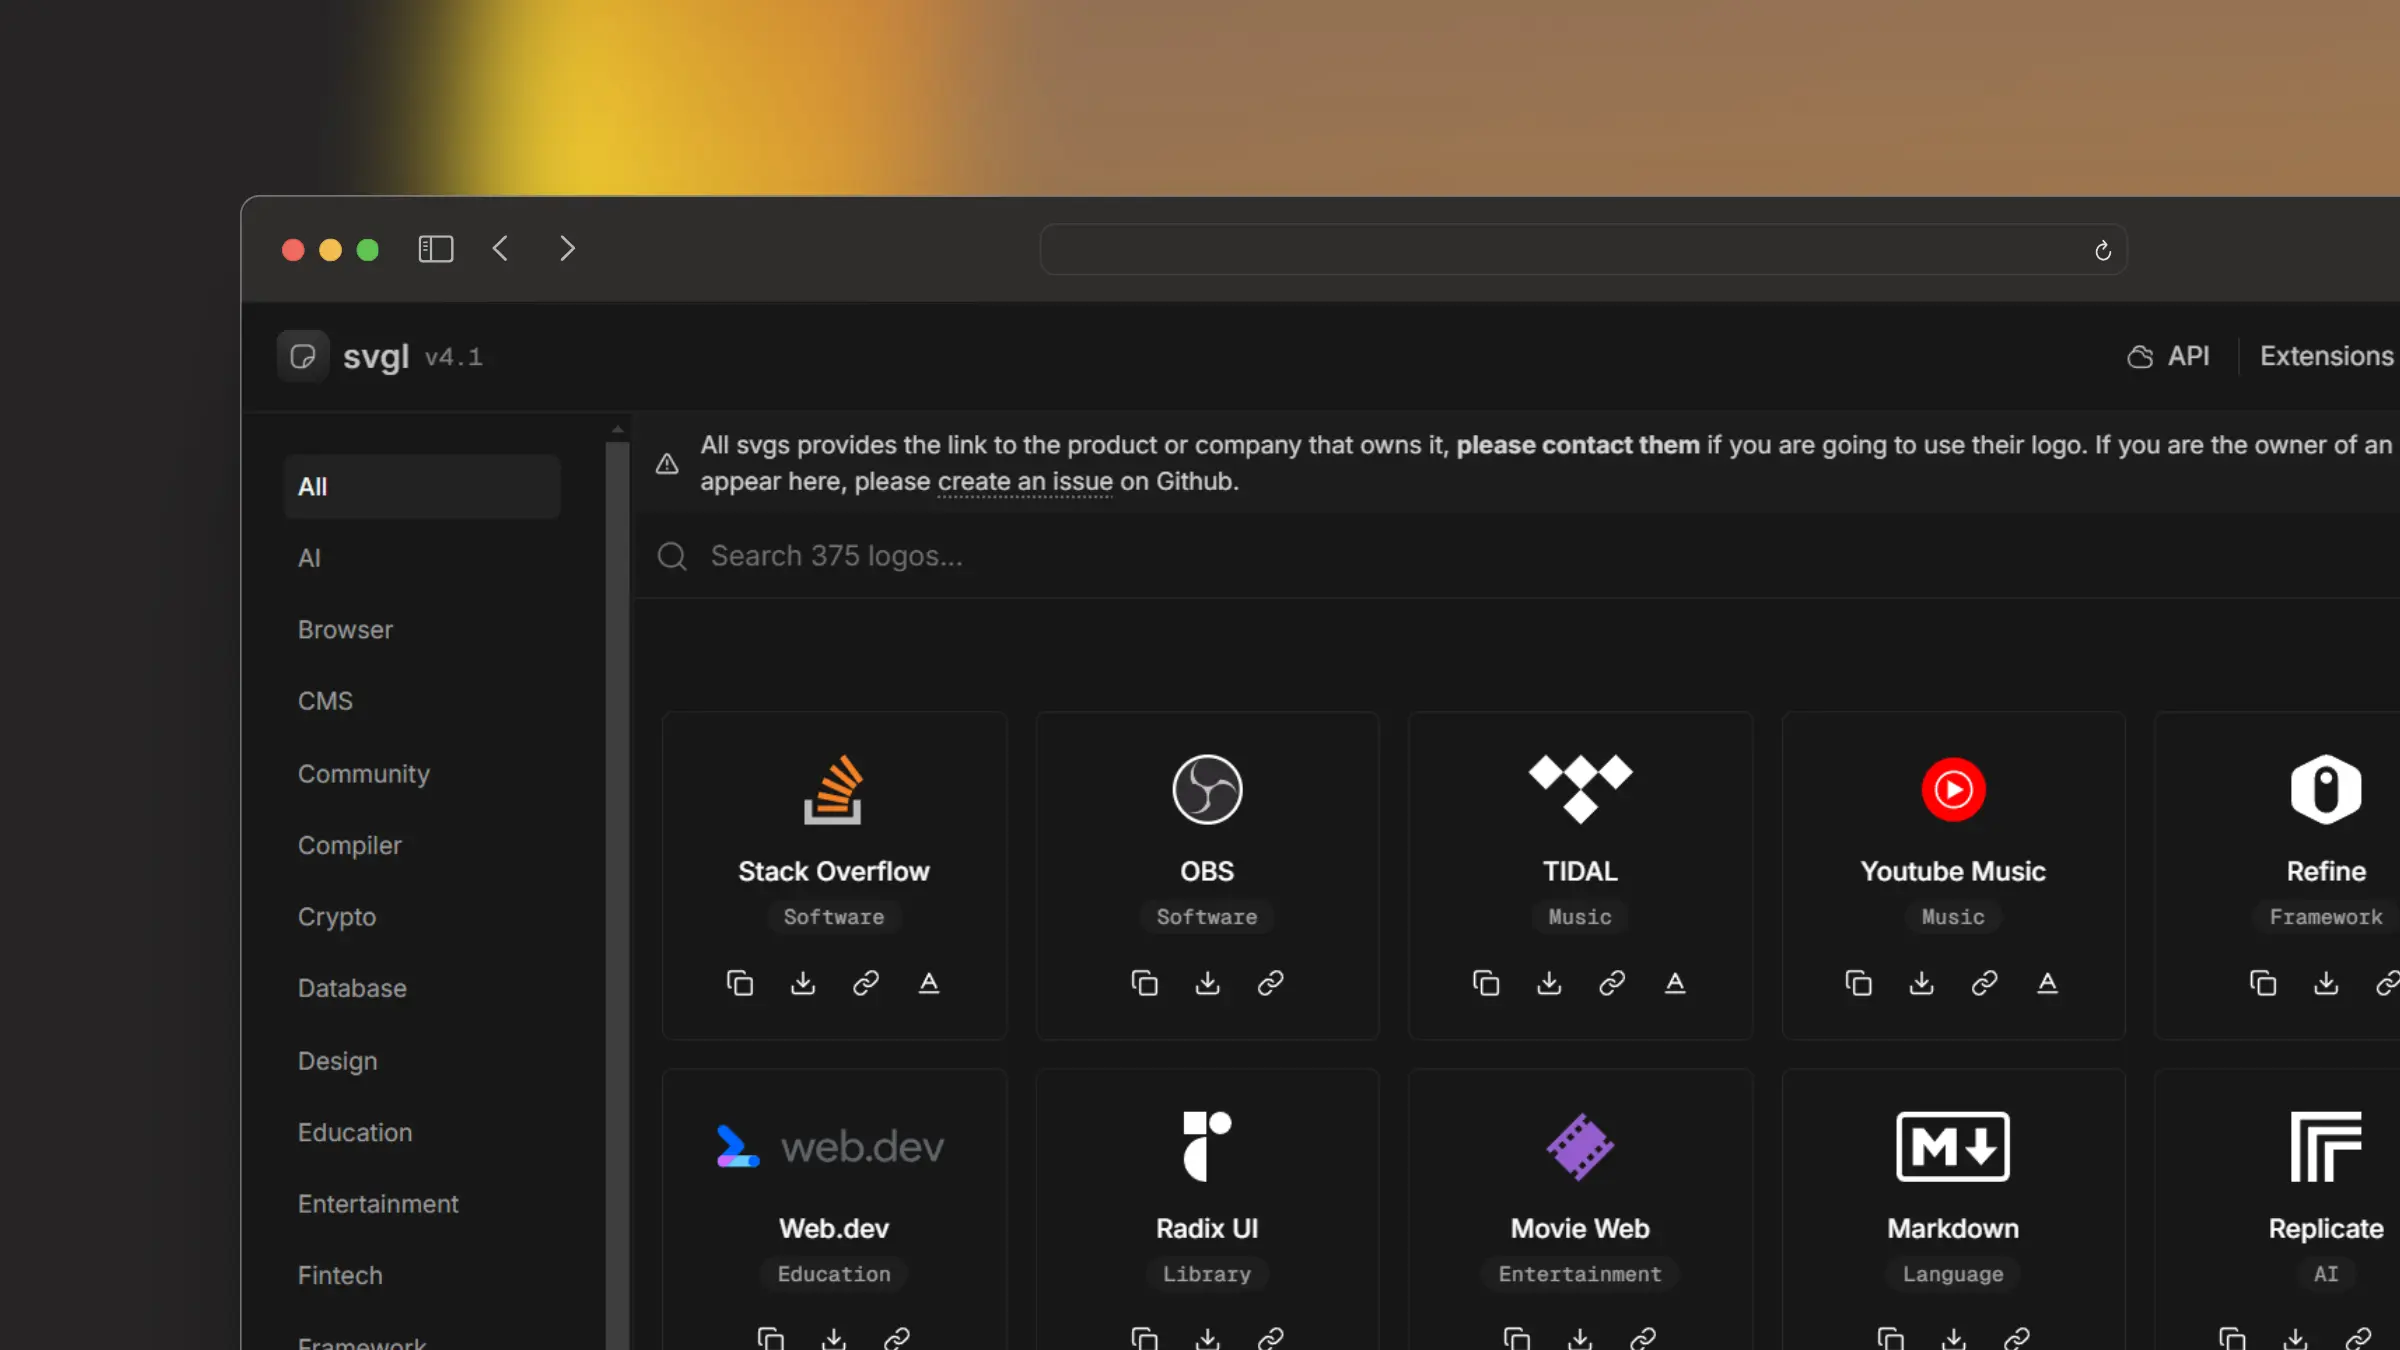 svgl v4.1
API
Extensions
All
AI
Browser
CMS
Community
Compiler
Crypto
Database
Design
Education
Entertainment
Fintech
Framework
All svgs provides the link to the product or company that owns it, please contact them if you are going to use their logo. If you are the owner of an
appear here, please create an issue on Github.
Search 375 logos...
Stack Overflow
Software
OBS
Software
TIDAL
Music
Youtube Music
Music
Refine
Framework
web.dev
Web.dev
Education
Radix UI
Library
Movie Web
Entertainment
M
Markdown
Language
Replicate
AI